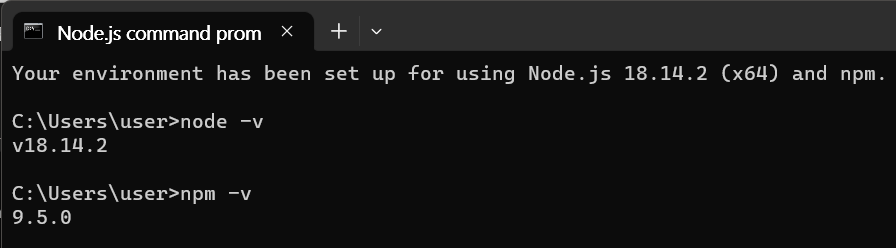 Node.js command prom
Your environment has been set up for using Node.js 18.14.2 (x64) and npm.
C:\Users\user>node -v
v18.14.2
C:\Users\user>npm -v
9.5.0